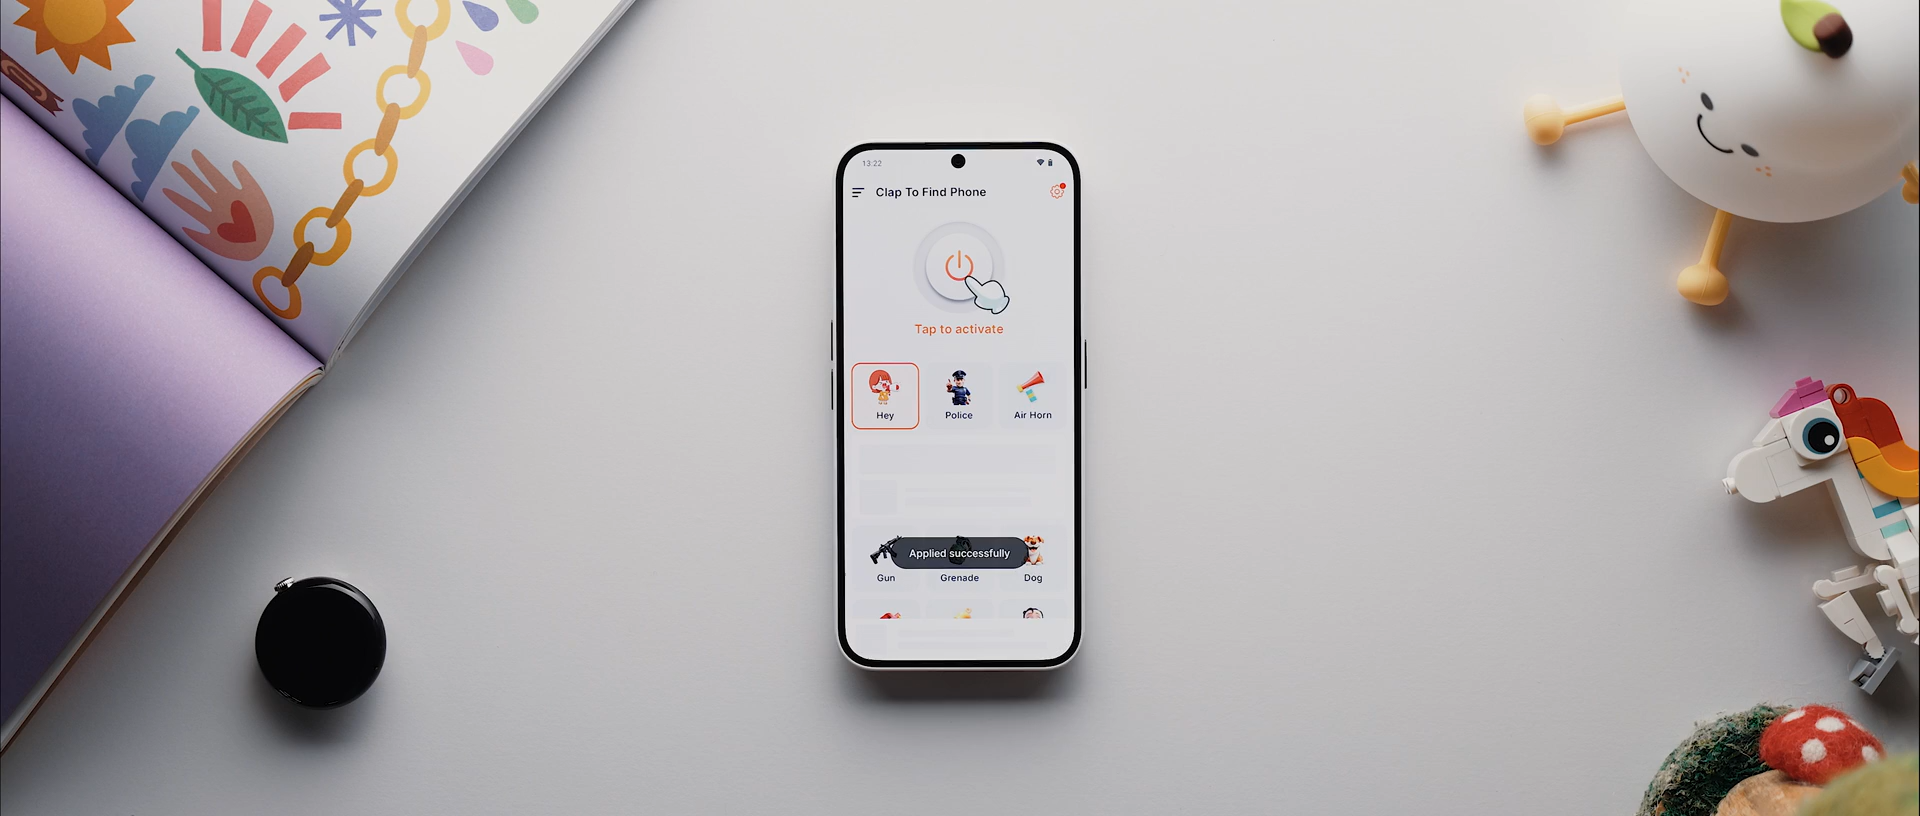 13:22
Clap To Find Phone
Tap to activate
Hey
Police
Air Horn
Applied successfully
Gun
Grenade
Dog